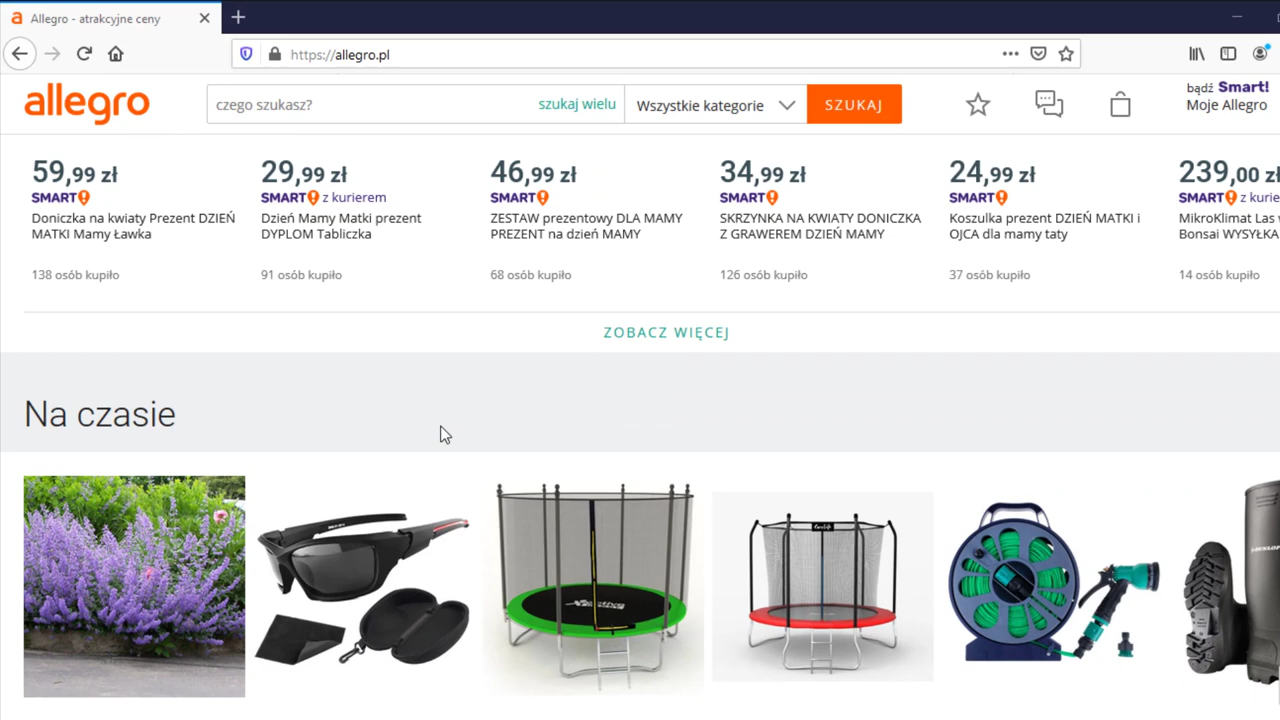 Allegro - atrakcyjne ceny
https://allegro.pl
allegro
czego szukasz?
szukaj wielu
Wszystkie kategorie
SZUKAJ
bądź Smart!
Moje Allegro
59,99 zł
SMART!
Doniczka na kwiaty Prezent DZIEŃ
MATKI Mamy Ławka
138 osób kupiło
29,99 zł
SMART! z kurierem
Dzień Mamy Matki prezent
DYPLOM Tabliczka
91 osób kupiło
46,99 zł
SMART!
ZESTAW prezentowy DLA MAMY
PREZENT na dzień MAMY
68 osób kupiło
34,99 zł
SMART!
SKRZYNKA NA KWIATY DONICZKA
Z GRAWEREM DZIEŃ MAMY
126 osób kupiło
24,99 zł
SMART!
Koszulka prezent DZIEŃ MATKI i
OJCA dla mamy taty
37 osób kupiło
239,00 zł
SMART! z kurie
MikroKlimat Las
Bonsai WYSYŁKA
14 osób kupiło
ZOBACZ WIĘCEJ
Na czasie
DUNLOP